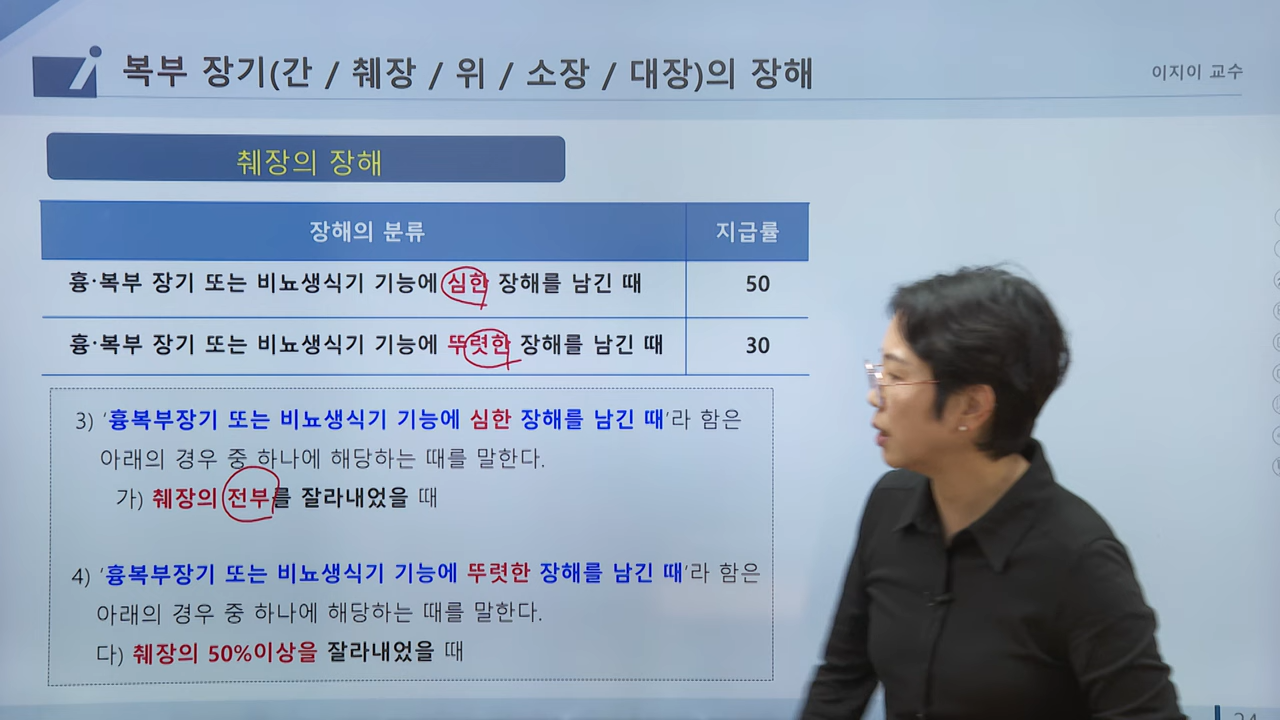 복부 장기(간 / 췌장 / 위 / 소장 / 대장)의 장해
이지이 교수
췌장의 장해
장해의 분류 지급률
흉·복부 장기 또는 비뇨생식기 기능에 심한 장해를 남긴 때 50
흉·복부 장기 또는 비뇨생식기 기능에 뚜렷한 장해를 남긴 때 30
3) ‘흉복부장기 또는 비뇨생식기 기능에 심한 장해를 남긴 때’라 함은
아래의 경우 중 하나에 해당하는 때를 말한다.
가) 췌장의 전부를 잘라내었을 때
4) ‘흉복부장기 또는 비뇨생식기 기능에 뚜렷한 장해를 남긴 때’라 함은
아래의 경우 중 하나에 해당하는 때를 말한다.
다) 췌장의 50%이상을 잘라내었을 때